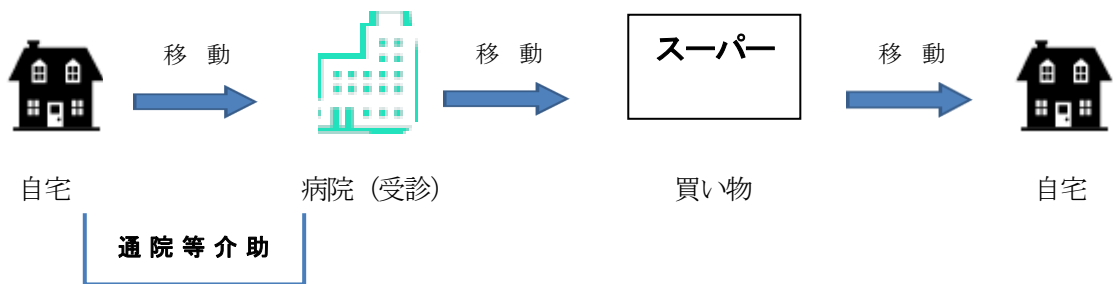 移　動
移　動
スーパー
移　動
自宅
病院（受診）
買い物
自宅
通 院 等 介 助